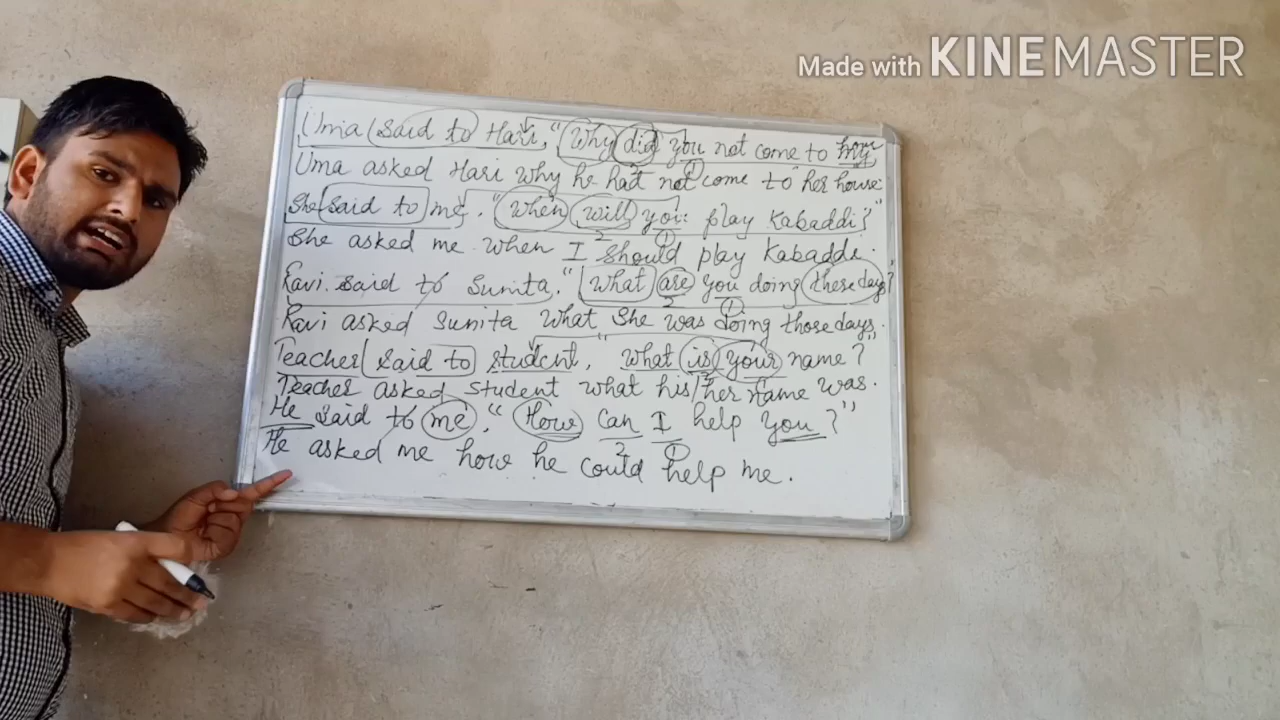 Made with KINEMASTER
Uma said to Hari, "Why did you not come to my
Uma asked Hari why he had not come to her house
She said to me, "When will you play Kabaddi?"
She asked me when I should play Kabaddi.
Ravi said to Sunita, "What are you doing these days?"
Ravi asked Sunita what she was doing those days.
Teacher said to student, "what is your name?"
Teacher asked student what his/her name was.
He said to me, "How can I help you?"
He asked me how he could help me.